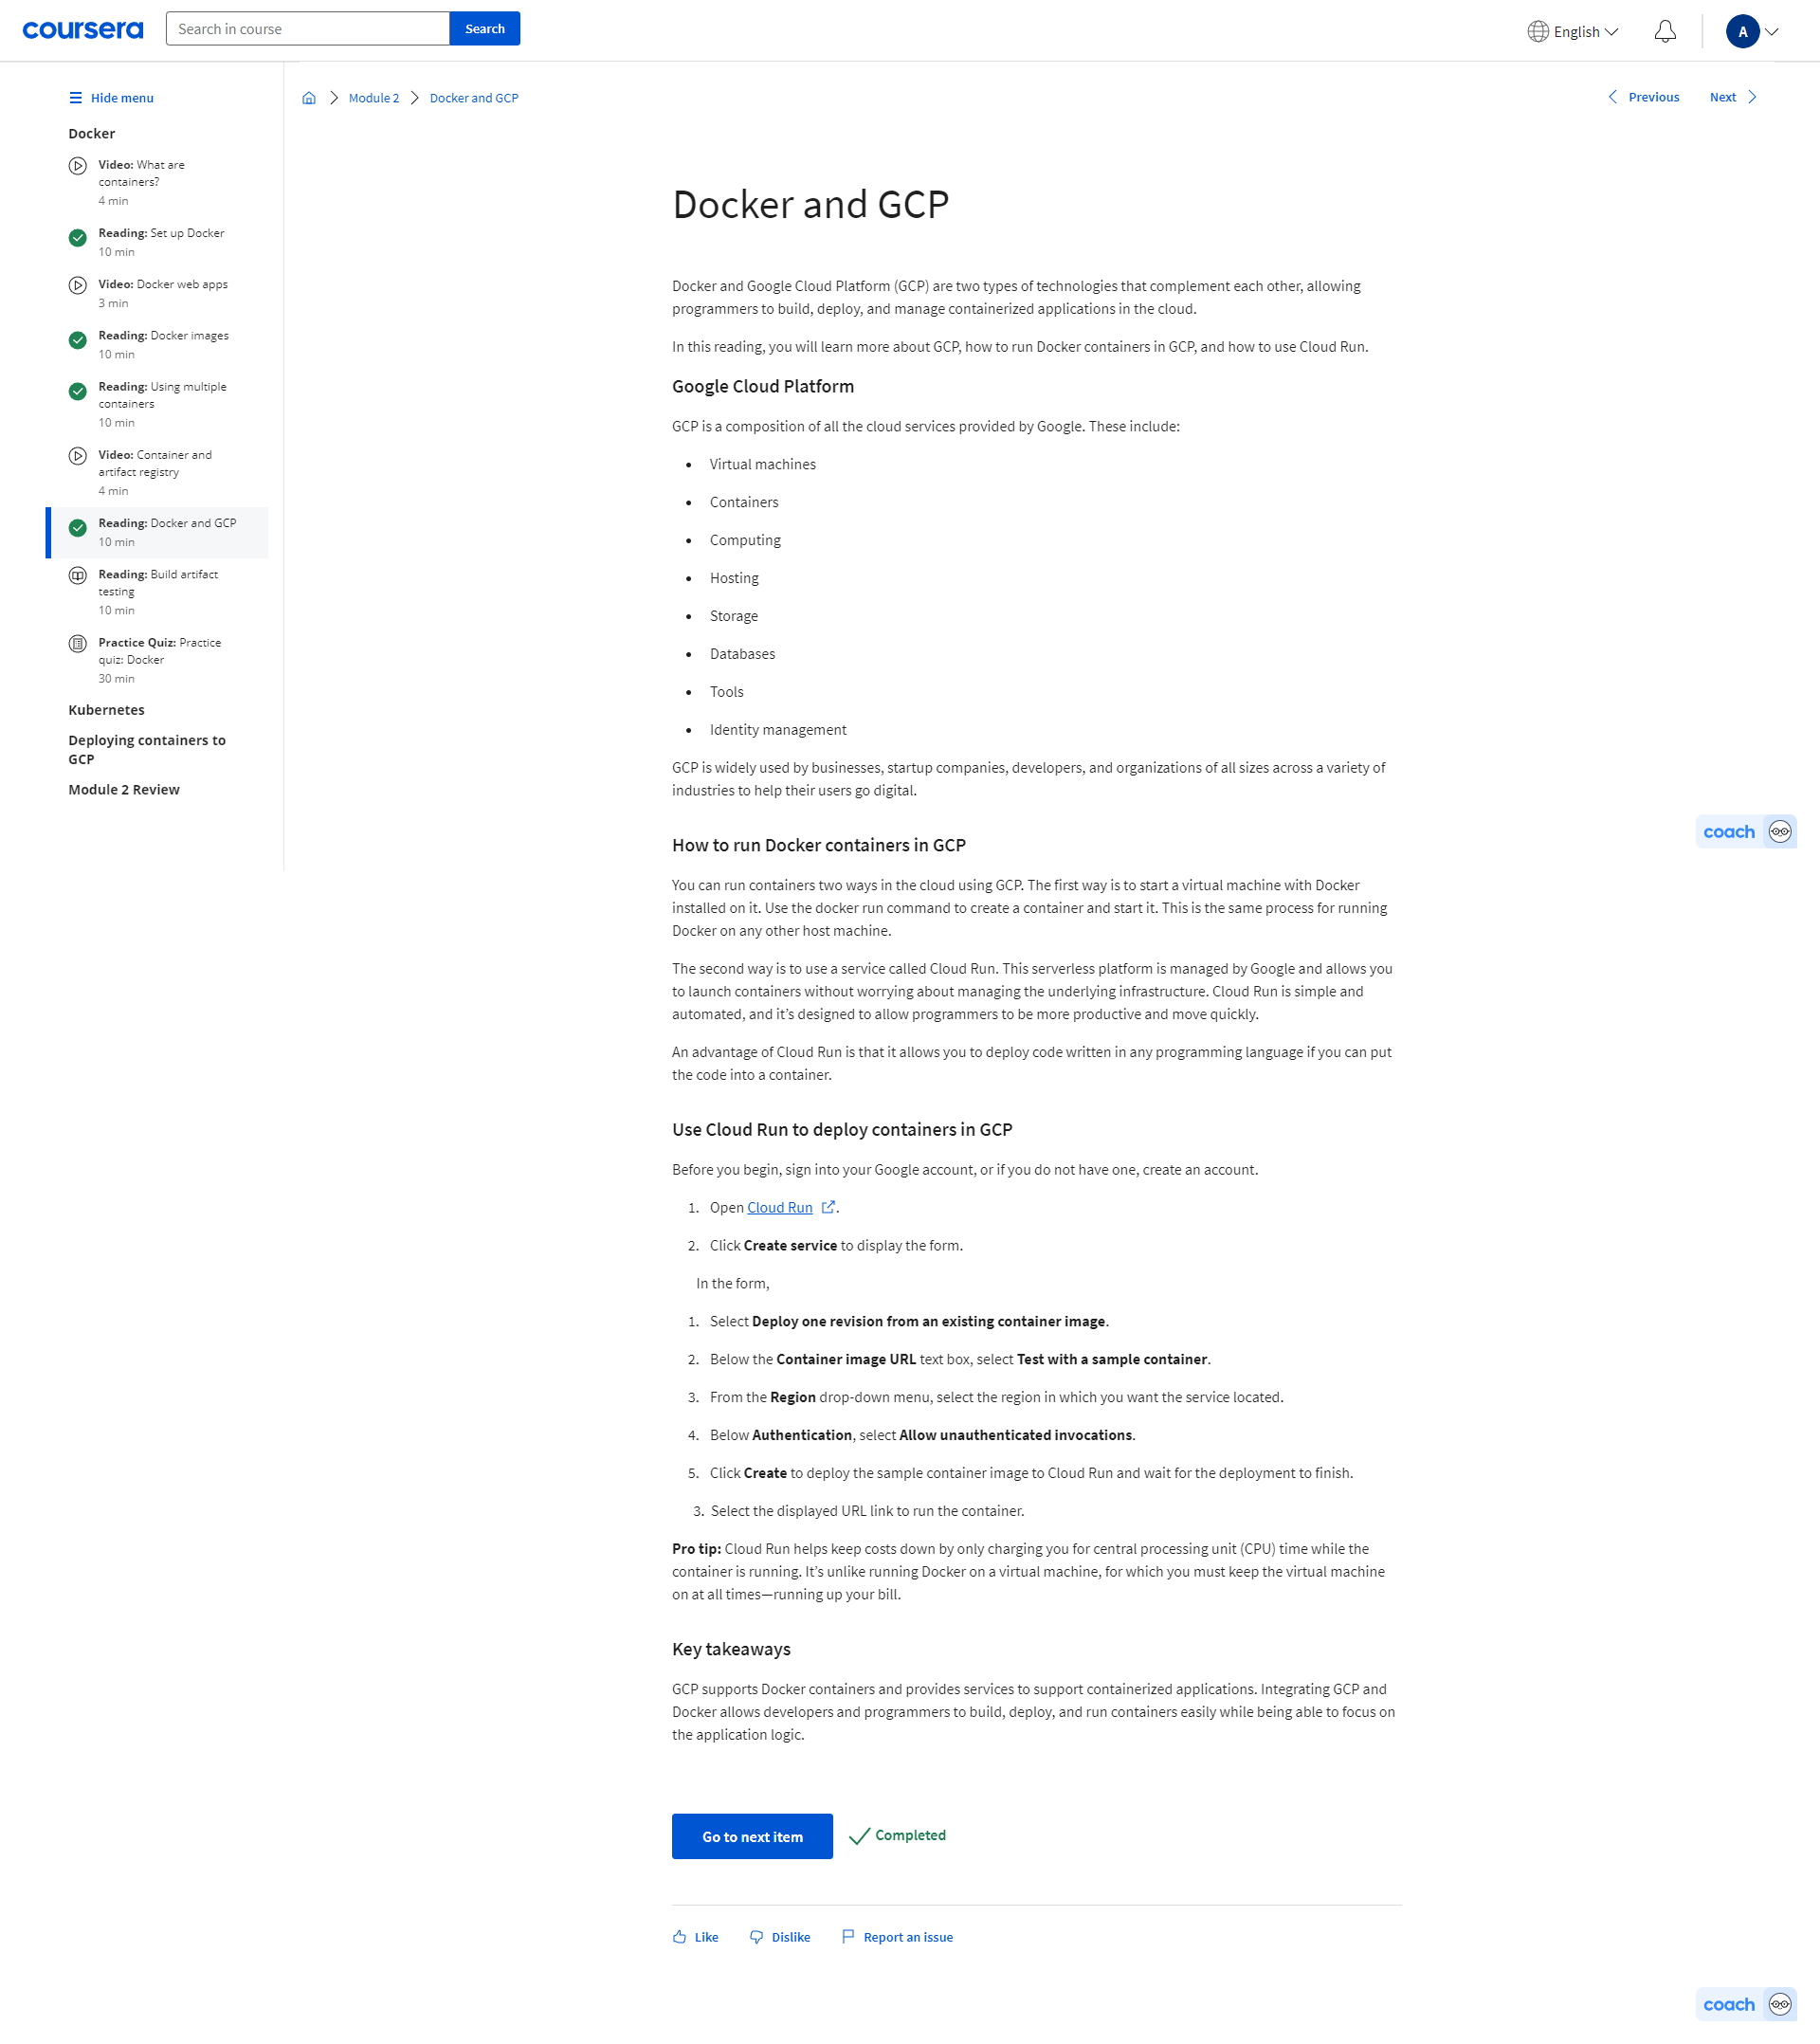 coursera
Search in course
Search
English
A
Hide menu
Module 2
Docker and GCP
Previous
Next
Docker
Video: What are
containers?
4 min
Reading: Set up Docker
10 min
Video: Docker web apps
3 min
Reading: Docker images
10 min
Reading: Using multiple
containers
10 min
Video: Container and
artifact registry
4 min
Reading: Docker and GCP
10 min
Reading: Build artifact
testing
10 min
Practice Quiz: Practice
quiz: Docker
30 min
Kubernetes
Deploying containers to
GCP
Module 2 Review
Docker and GCP
Docker and Google Cloud Platform (GCP) are two types of technologies that complement each other, allowing
programmers to build, deploy, and manage containerized applications in the cloud.
In this reading, you will learn more about GCP, how to run Docker containers in GCP, and how to use Cloud Run.
Google Cloud Platform
GCP is a composition of all the cloud services provided by Google. These include:
• Virtual machines
• Containers
• Computing
• Hosting
• Storage
• Databases
• Tools
• Identity management
GCP is widely used by businesses, startup companies, developers, and organizations of all sizes across a variety of
industries to help their users go digital.
coach
How to run Docker containers in GCP
You can run containers two ways in the cloud using GCP. The first way is to start a virtual machine with Docker
installed on it. Use the docker run command to create a container and start it. This is the same process for running
Docker on any other host machine.
The second way is to use a service called Cloud Run. This serverless platform is managed by Google and allows you
to launch containers without worrying about managing the underlying infrastructure. Cloud Run is simple and
automated, and it’s designed to allow programmers to be more productive and move quickly.
An advantage of Cloud Run is that it allows you to deploy code written in any programming language if you can put
the code into a container.
Use Cloud Run to deploy containers in GCP
Before you begin, sign into your Google account, or if you do not have one, create an account.
1. Open Cloud Run .
2. Click Create service to display the form.
In the form,
1. Select Deploy one revision from an existing container image.
2. Below the Container image URL text box, select Test with a sample container.
3. From the Region drop-down menu, select the region in which you want the service located.
4. Below Authentication, select Allow unauthenticated invocations.
5. Click Create to deploy the sample container image to Cloud Run and wait for the deployment to finish.
3. Select the displayed URL link to run the container.
Pro tip: Cloud Run helps keep costs down by only charging you for central processing unit (CPU) time while the
container is running. It’s unlike running Docker on a virtual machine, for which you must keep the virtual machine
on at all times—running up your bill.
Key takeaways
GCP supports Docker containers and provides services to support containerized applications. Integrating GCP and
Docker allows developers and programmers to build, deploy, and run containers easily while being able to focus on
the application logic.
Go to next item
Completed
Like
Dislike
Report an issue
coach